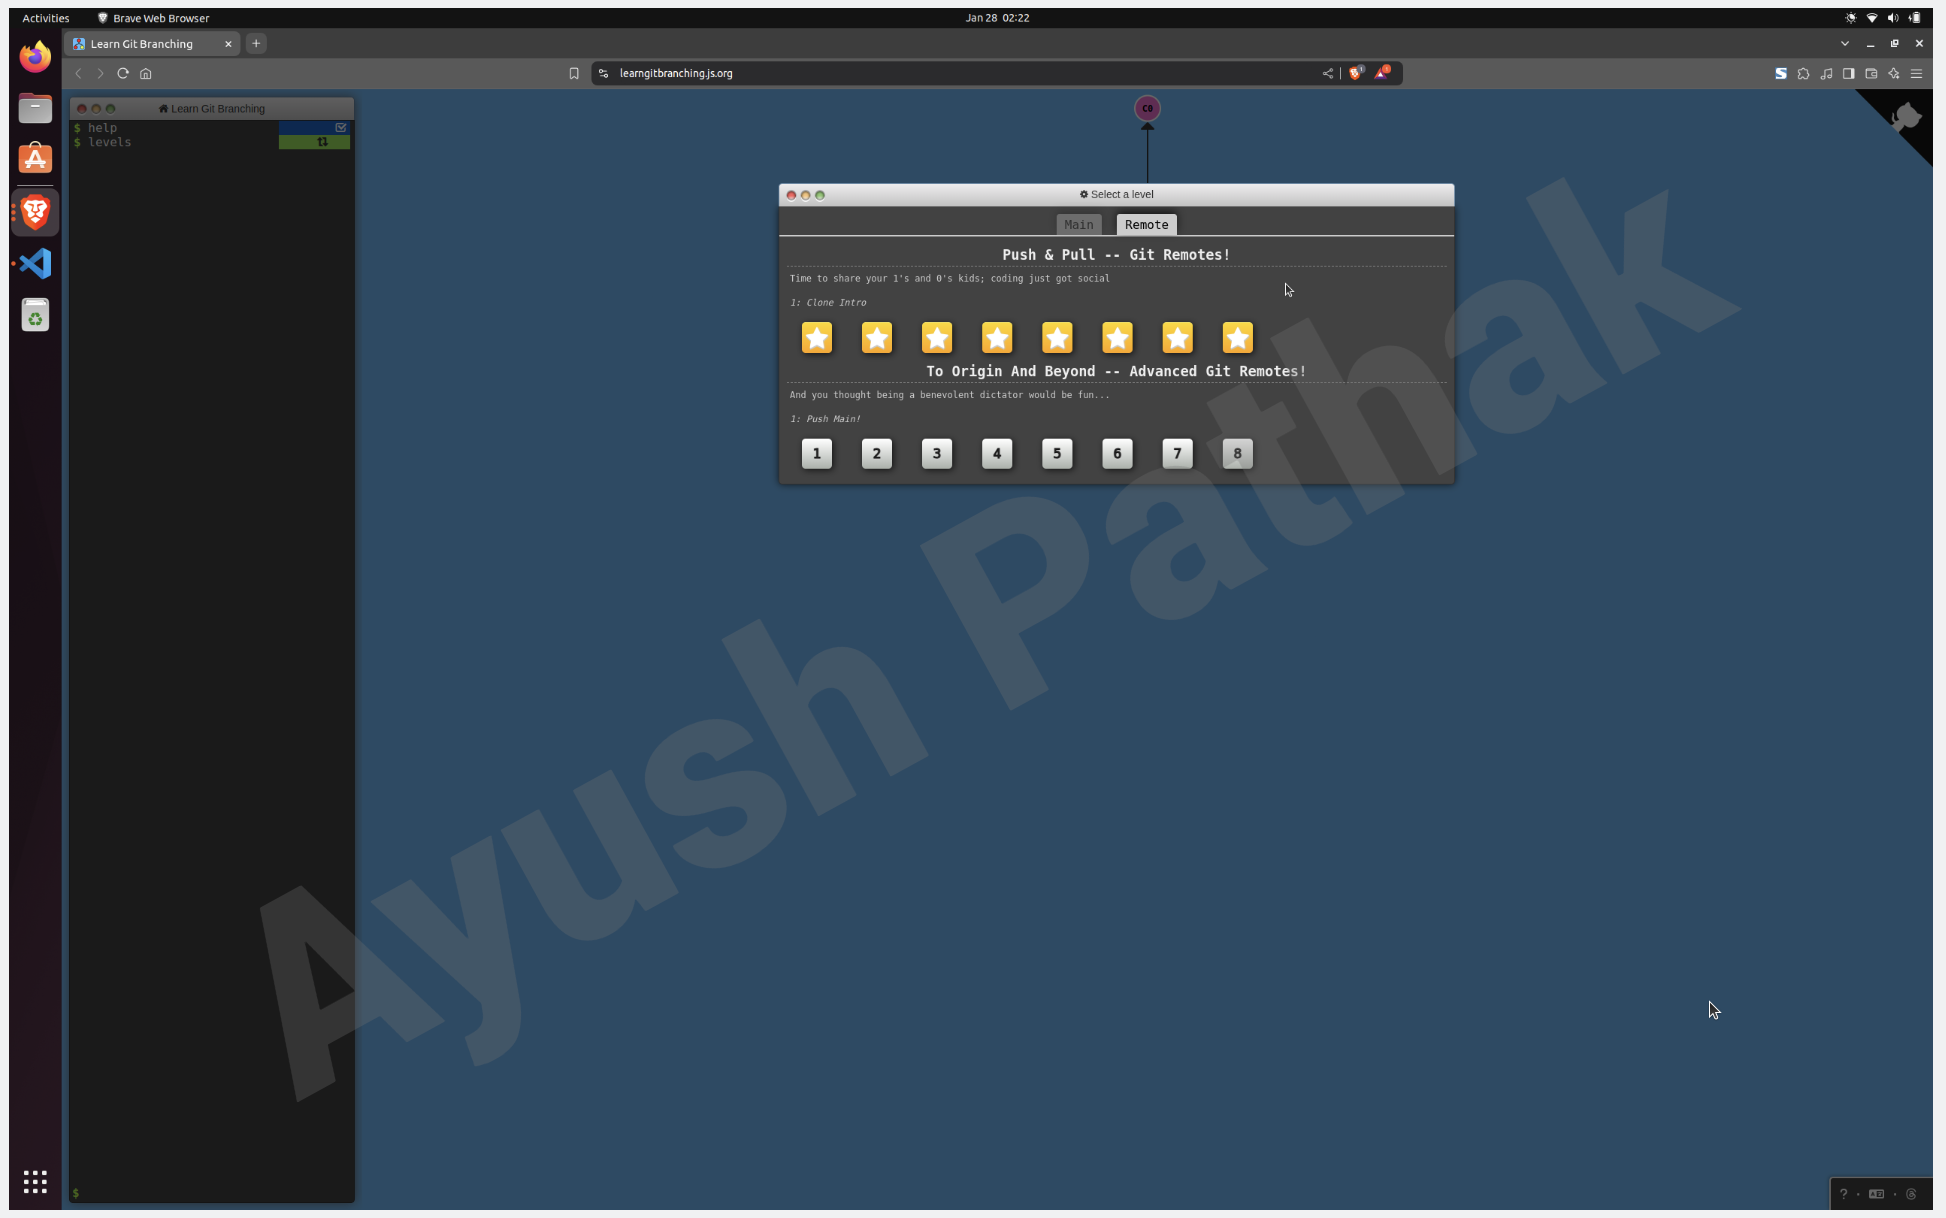 Activities
Brave Web Browser
Jan 28 02:22
Learn Git Branching
learngitbranching.js.org
Learn Git Branching
$ help
$ levels
C0
Select a level
Main
Remote
Push & Pull -- Git Remotes!
Time to share your 1's and 0's kids; coding just got social
1: Clone Intro
To Origin And Beyond -- Advanced Git Remotes!
And you thought being a benevolent dictator would be fun...
1: Push Main!
1 2 3 4 5 6 7 8
Ayush Pathak
$
?